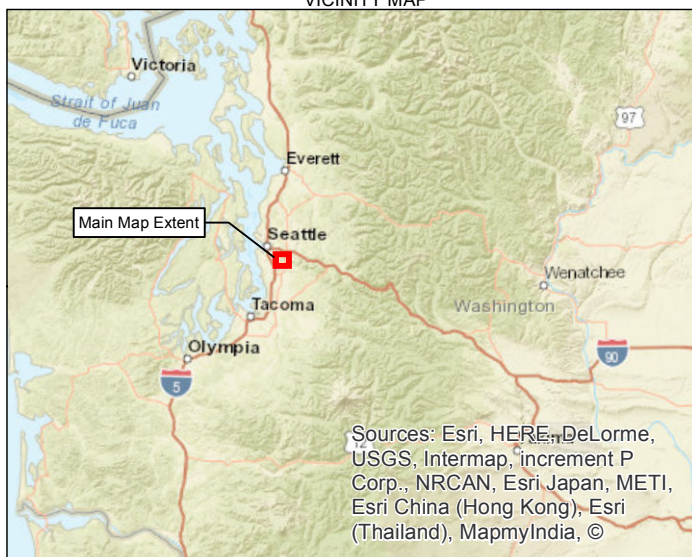 VICINITY MAP
Victoria
Strait of Juan
de Fuca
97
Everett
Main Map Extent
Seattle
Wenatchee
Tacoma
Washington
Olympia
90
5
12
Sources: Esri, HERE, DeLorme,
USGS, Intermap, increment P
Corp., NRCAN, Esri Japan, METI,
Esri China (Hong Kong), Esri
(Thailand), MapmyIndia, ©